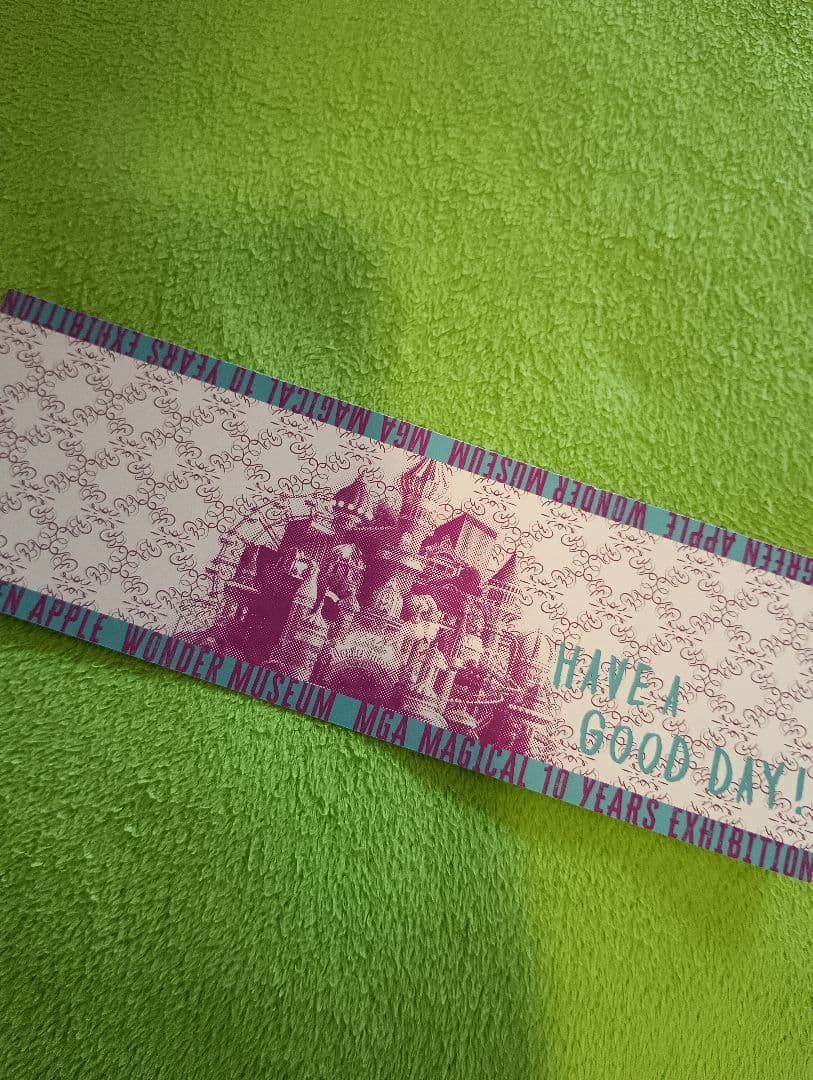 GREEN APPLE WONDER MUSEUM MGA MAGICAL 10 YEARS EXHIBITION
HAVE A
GOOD DAY!
EN APPLE WONDER MUSEUM MGA MAGICAL 10 YEARS EXHIBITION